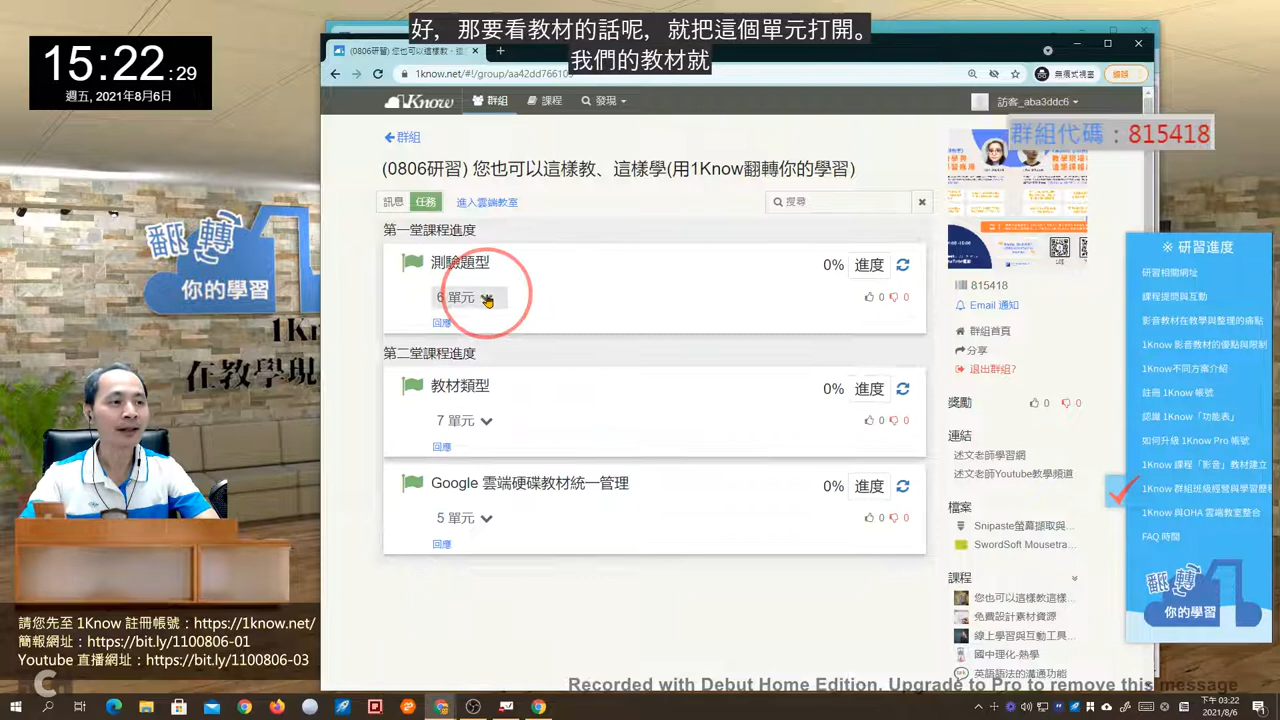 好，那要看教材的話呢，就把這個單元打開。
我們的教材就
15:22:29
週五, 2021年8月6日
(0806研習) 您也可以這樣教、這
1know.net/#!/group/aa42dd76610
無痕式視窗
1Know
群組
課程
發現
訪客_aba3ddc6
群組代碼：815418
群組
(0806研習) 您也可以這樣教、這樣學(用1Know翻轉你的學習)
訊息
任務
進入雲端教室
搜尋
第一堂課程進度
測驗題型
0%
進度
6 單元
0
0
回應
第二堂課程進度
教材類型
0%
進度
7 單元
0
0
回應
Google 雲端硬碟教材統一管理
0%
進度
5 單元
0
0
回應
815418
Email 通知
群組首頁
分享
退出群組?
獎勵
0
0
連結
述文老師學習網
述文老師Youtube教學頻道
檔案
Snipaste螢幕擷取與...
SwordSoft Mousetra...
課程
您也可以這樣教這樣...
免費設計素材資源
線上學習與互動工具...
國中理化-熱學
英語語法的溝通功能
※ 研習進度
研習相關網址
課程提問與互動
影音教材在教學與整理的痛點
1Know 影音教材的優點與限制
1Know不同方案介紹
註冊 1Know 帳號
認識 1Know「功能表」
如何升級 1Know Pro 帳號
1Know 課程「影音」教材建立
1Know 群組班級經營與學習歷
1Know 與OHA 雲端教室整合
FAQ 時間
翻轉
你的學習
翻轉
你的學習
在教學現
請您先至 1Know 註冊帳號：https://1know.net/
簡報網址：https://bit.ly/1100806-01
Youtube 直播網址：https://bit.ly/1100806-03
Recorded with Debut Home Edition. Upgrade to Pro to remove this message
下午 03:22
2021/8/6